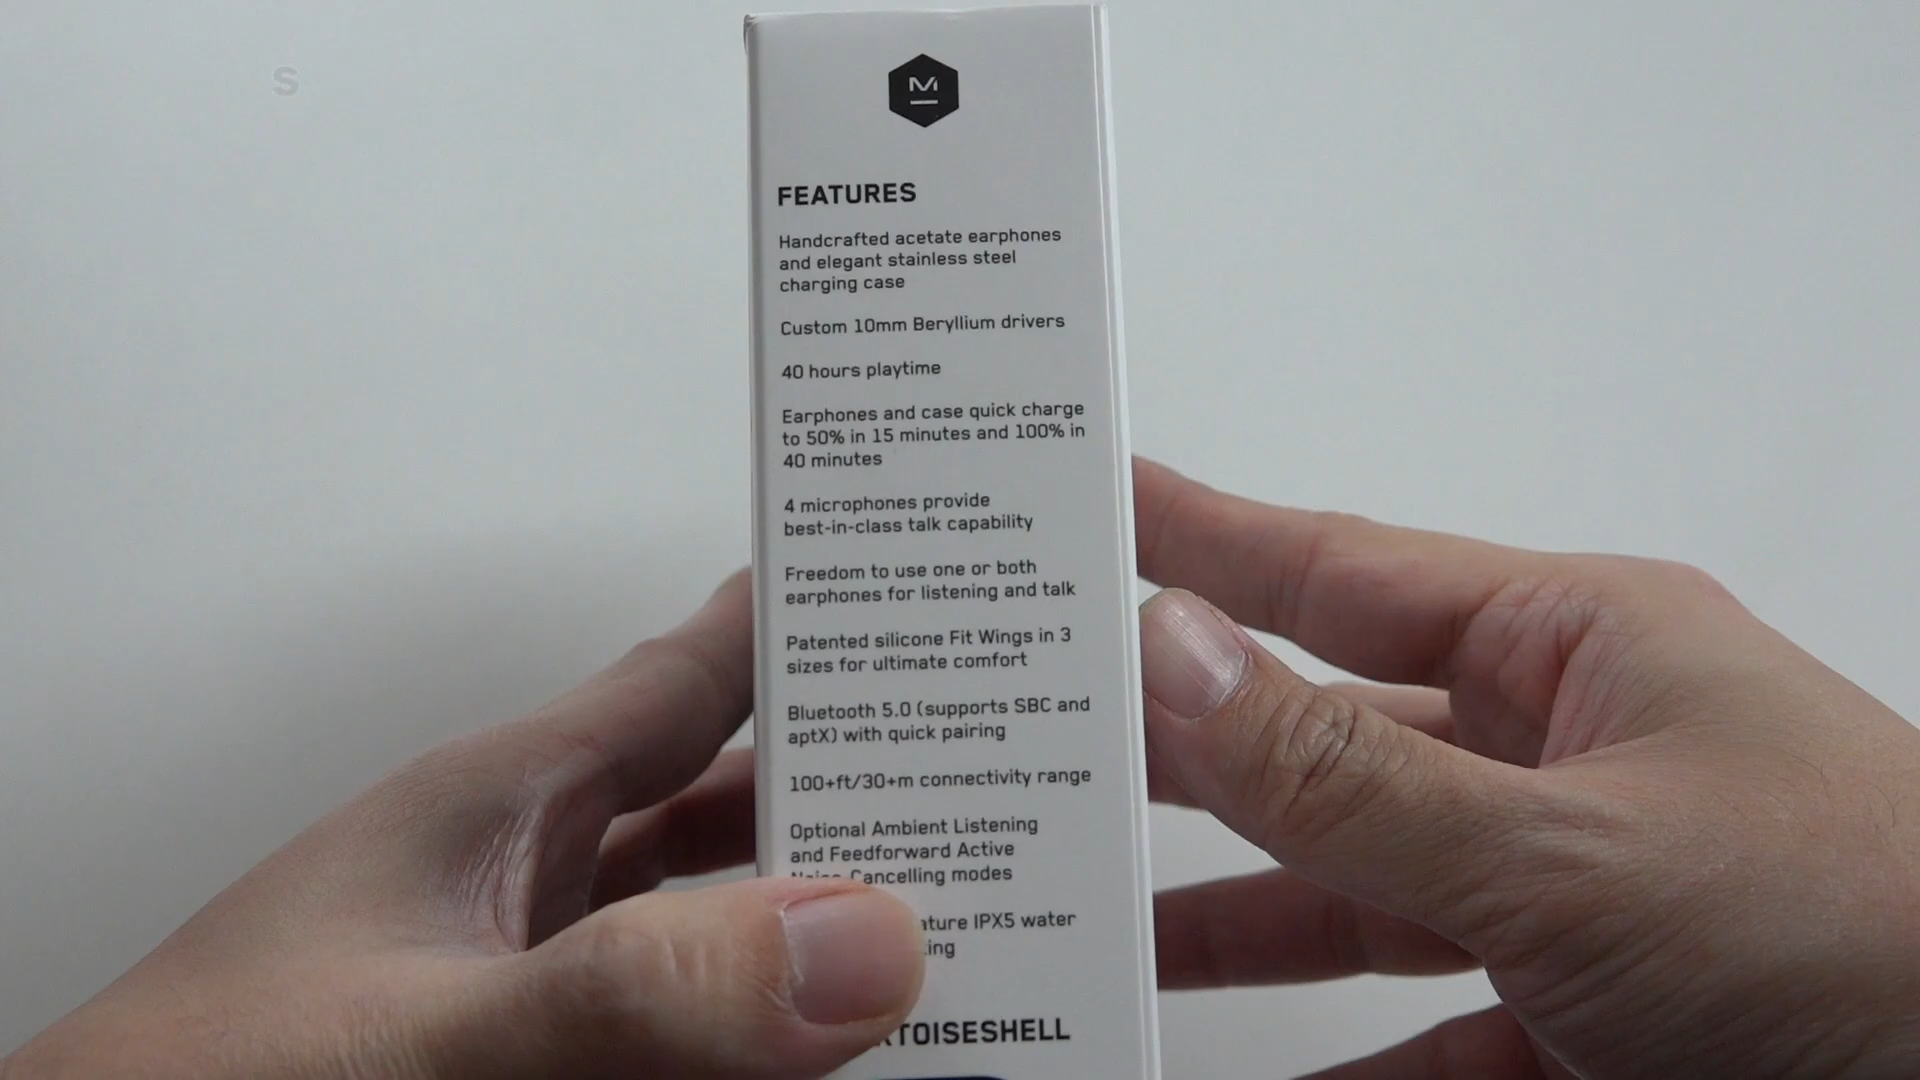 S
M
FEATURES
Handcrafted acetate earphones
and elegant stainless steel
charging case
Custom 10mm Beryllium drivers
40 hours playtime
Earphones and case quick charge
to 50% in 15 minutes and 100% in
40 minutes
4 microphones provide
best-in-class talk capability
Freedom to use one or both
earphones for listening and talk
Patented silicone Fit Wings in 3
sizes for ultimate comfort
Bluetooth 5.0 (supports SBC and
aptX) with quick pairing
100+ft/30+m connectivity range
Optional Ambient Listening
and Feedforward Active
Cancelling modes
IPX5 water